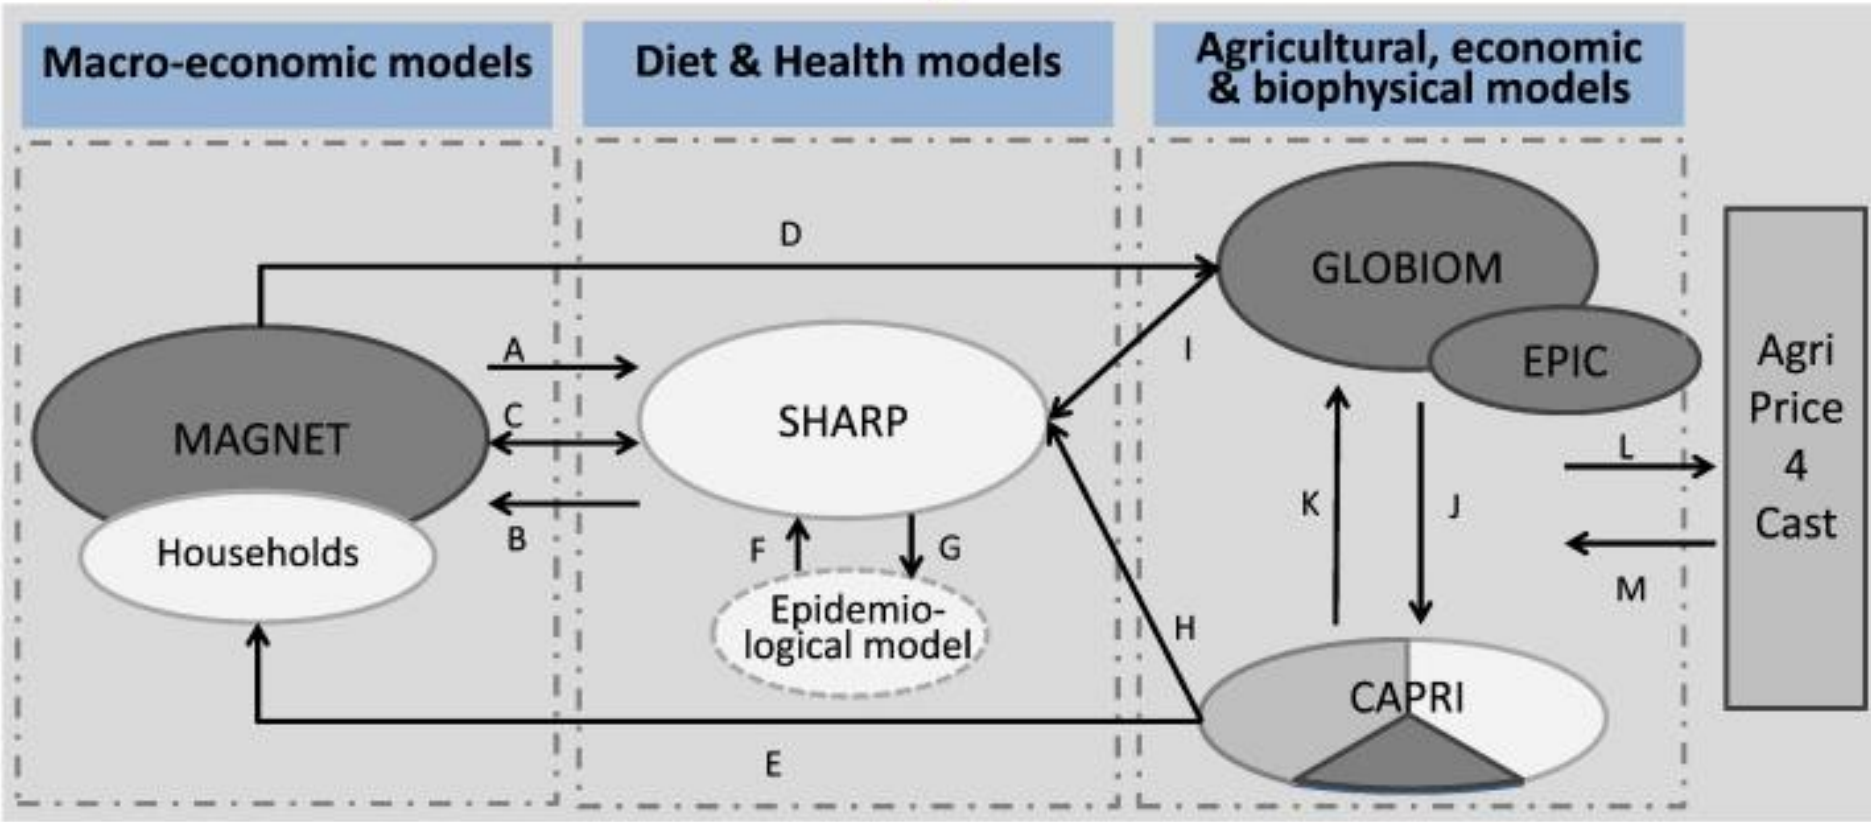 Macro-economic models
Diet & Health models
Agricultural, economic
& biophysical models
D
GLOBIOM
A
I
EPIC
Agri
Price
4
Cast
MAGNET
C
SHARP
L
B
K
J
Households
F
G
M
Epidemio-
logical model
H
CAPRI
E